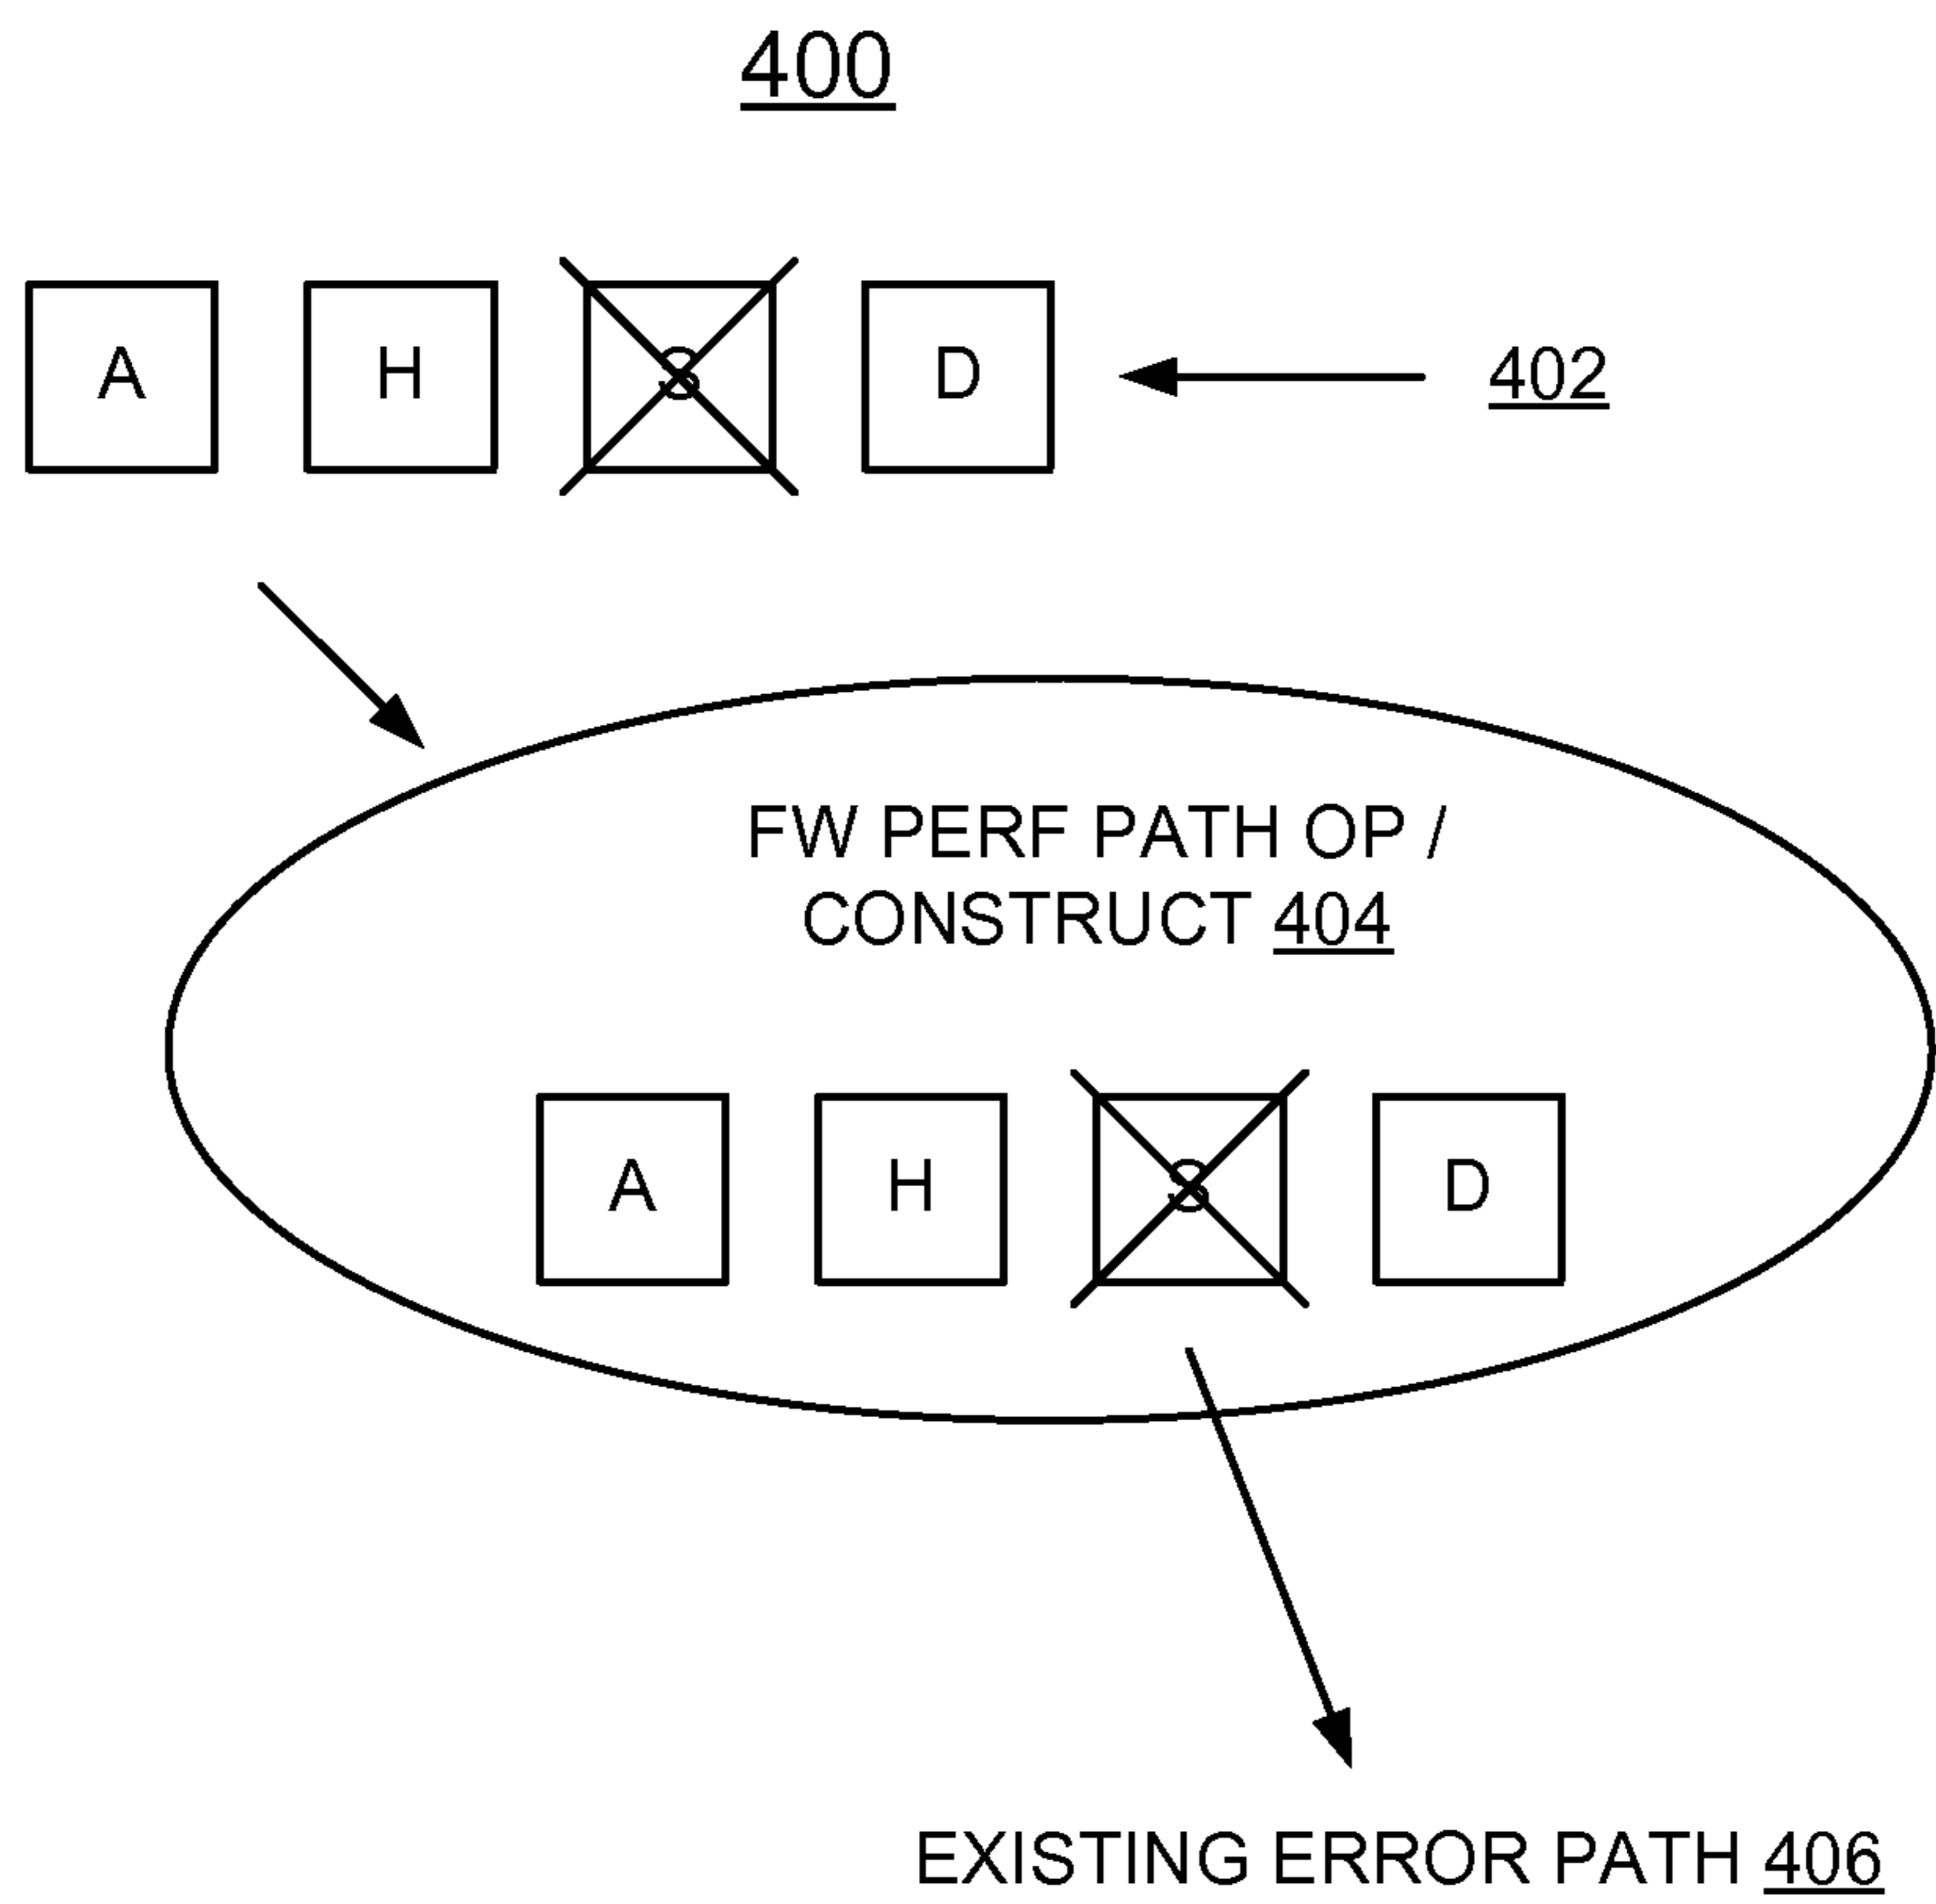 400
A H S D 402
FW PERF PATH OP /
CONSTRUCT 404
A H S D
EXISTING ERROR PATH 406